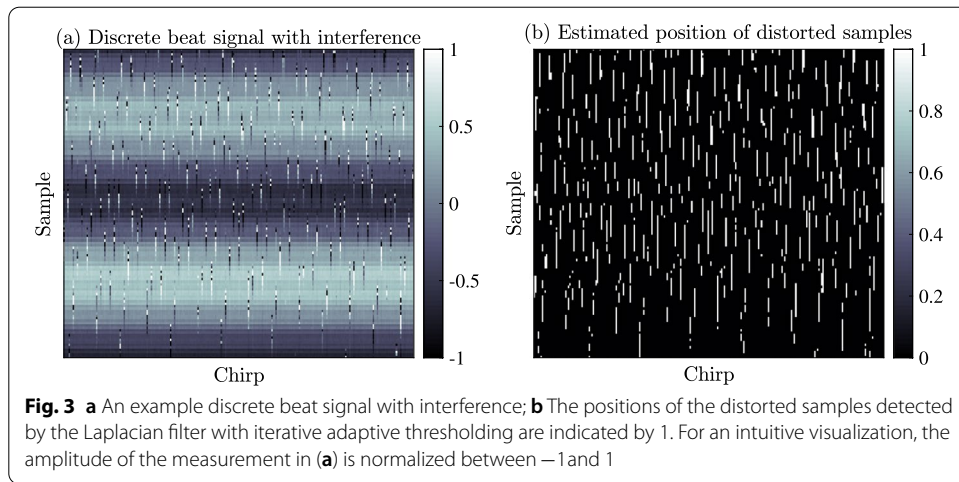 (a) Discrete beat signal with interference
1
0.5
0
-0.5
-1
Sample
Chirp
(b) Estimated position of distorted samples
1
0.8
0.6
0.4
0.2
0
Sample
Chirp
Fig. 3 a An example discrete beat signal with interference; b The positions of the distorted samples detected
by the Laplacian filter with iterative adaptive thresholding are indicated by 1. For an intuitive visualization, the
amplitude of the measurement in (a) is normalized between −1and 1